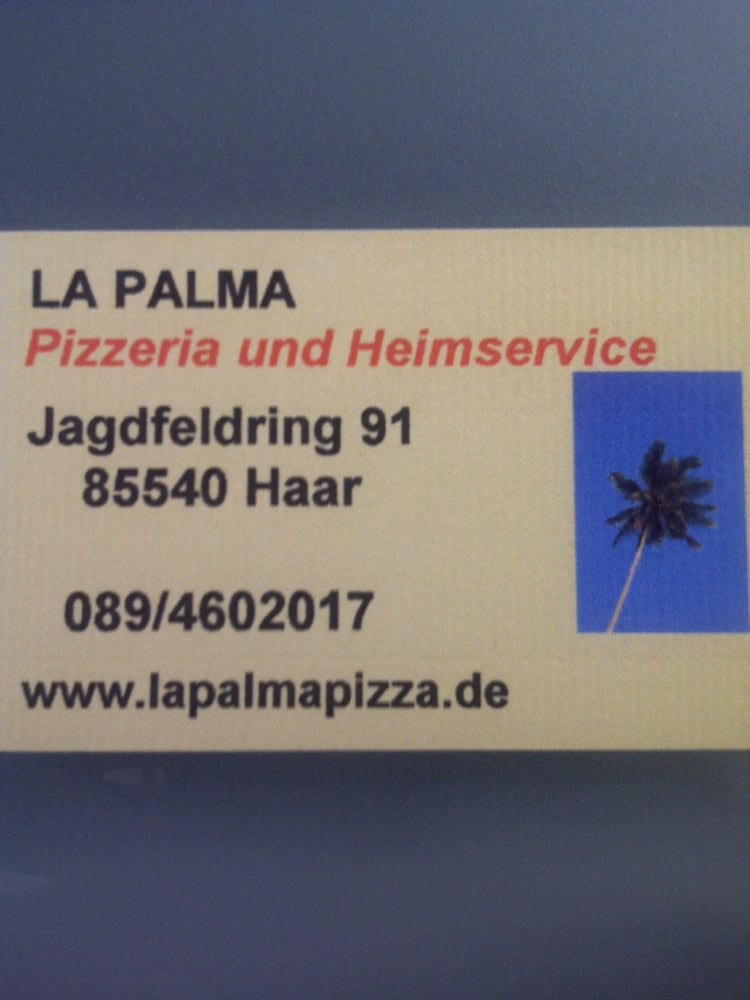 LA PALMA
Pizzeria und Heimservice
Jagdfeldring 91
85540 Haar
089/4602017
www.lapalmapizza.de